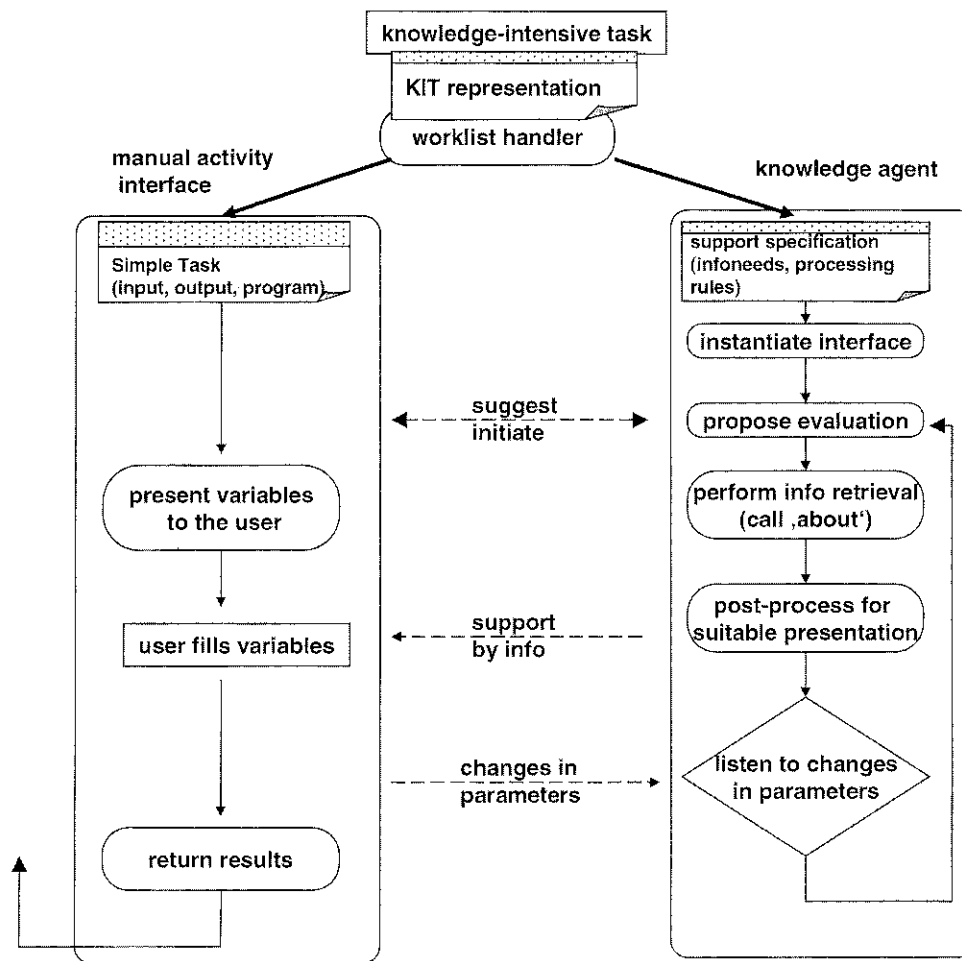 knowledge-intensive task
KIT representation
worklist handler
manual activity
interface
knowledge agent
Simple Task
(input, output, program)
support specification
(infoneeds, processing
rules)
instantiate interface
suggest
initiate
propose evaluation
present variables
to the user
perform info retrieval
(call ‚about‘)
post-process for
suitable presentation
user fills variables
support
by info
changes in
parameters
listen to changes
in parameters
return results